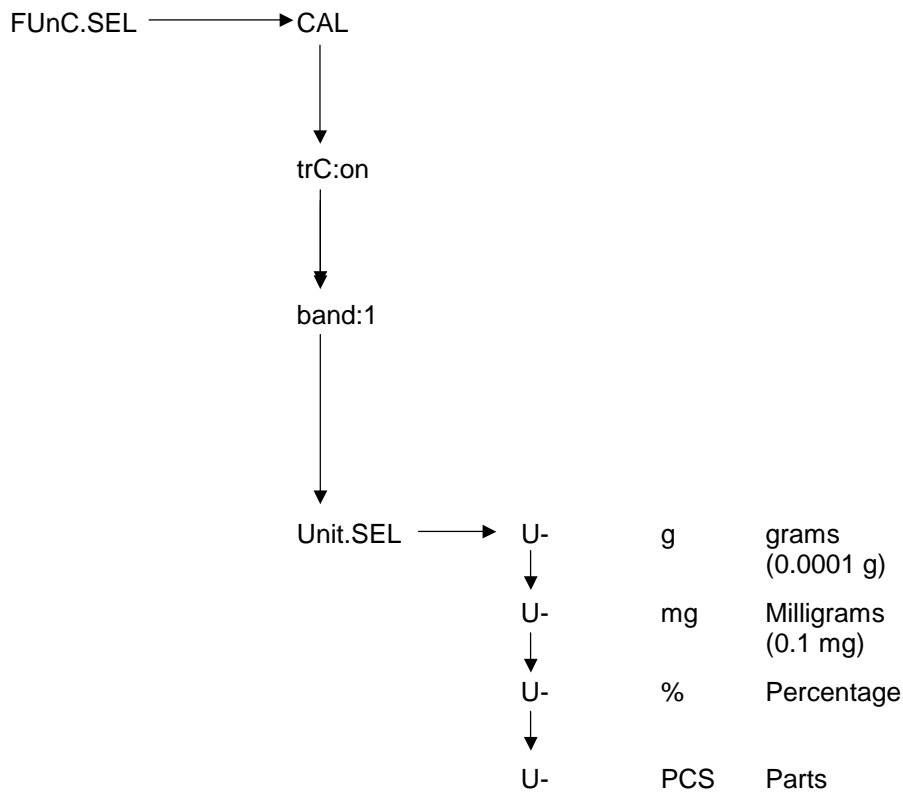 FUnC.SEL CAL
trC:on
band:1
Unit.SEL U- g grams
(0.0001 g)
U- mg Milligrams
(0.1 mg)
U- % Percentage
U- PCS Parts